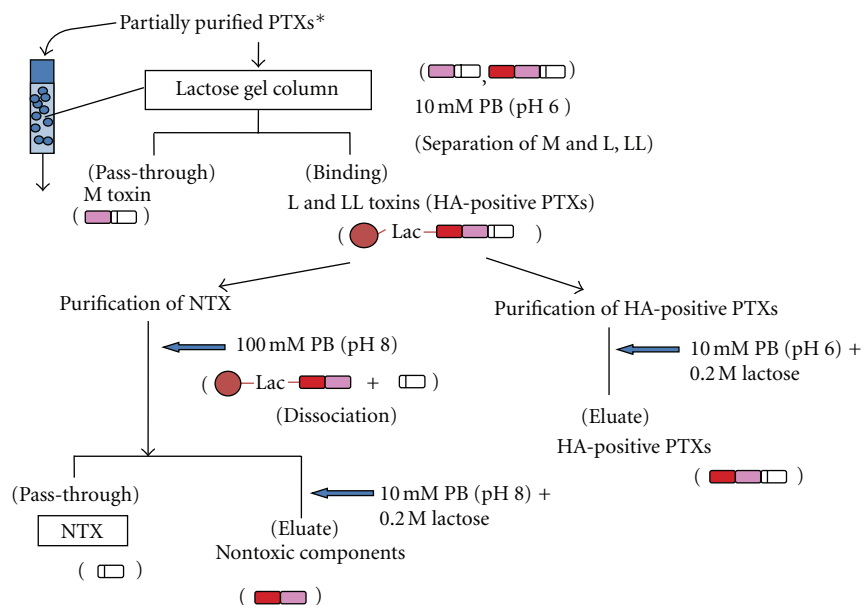 Partially purified PTXs*
Lactose gel column
( , )
10 mM PB (pH 6 )
(Separation of M and L, LL)
(Pass-through)
M toxin
( )
(Binding)
L and LL toxins (HA-positive PTXs)
( Lac )
Purification of NTX
Purification of HA-positive PTXs
100 mM PB (pH 8)
( Lac + ( )
(Dissociation)
10 mM PB (pH 6) +
0.2 M lactose
(Eluate)
HA-positive PTXs
( )
(Pass-through)
NTX
( )
10 mM PB (pH 8) +
0.2 M lactose
(Eluate)
Nontoxic components
( )